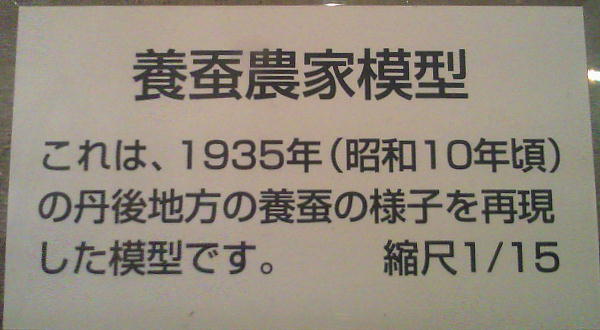 養蚕農家模型
これは、1935年（昭和10年頃）
の丹後地方の養蚕の様子を再現
した模型です。　縮尺1/15